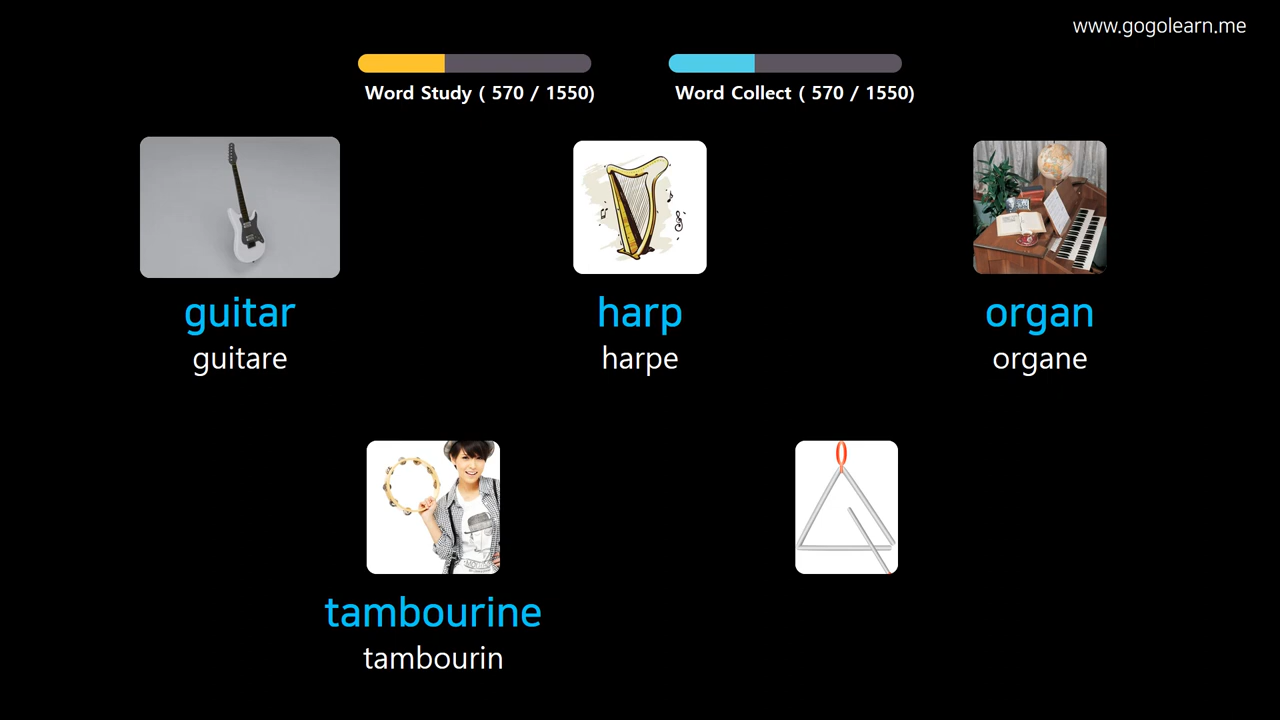 www.gogolearn.me
Word Study ( 570 / 1550)
Word Collect ( 570 / 1550)
guitar
guitare
harp
harpe
organ
organe
tambourine
tambourin